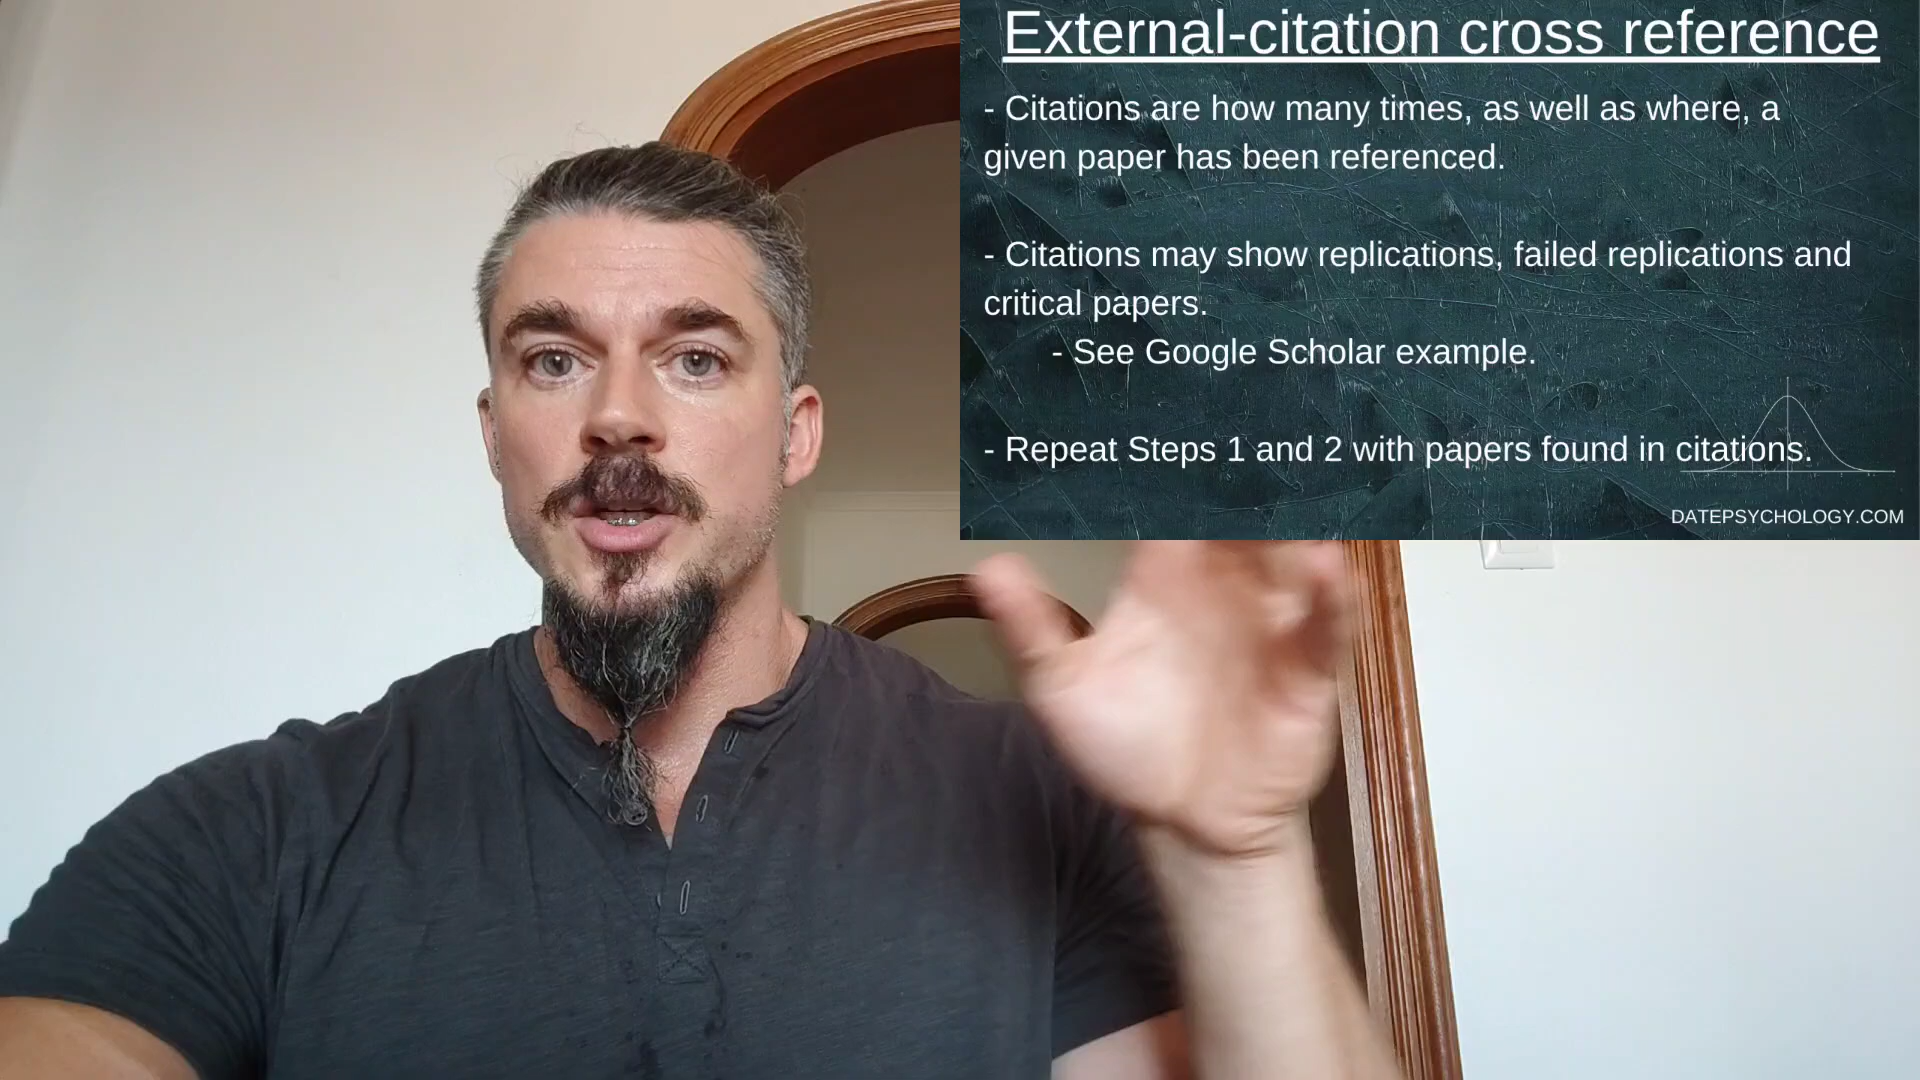 External-citation cross reference
- Citations are how many times, as well as where, a
given paper has been referenced.
- Citations may show replications, failed replications and
critical papers.
- See Google Scholar example.
- Repeat Steps 1 and 2 with papers found in citations.
DATEPSYCHOLOGY.COM